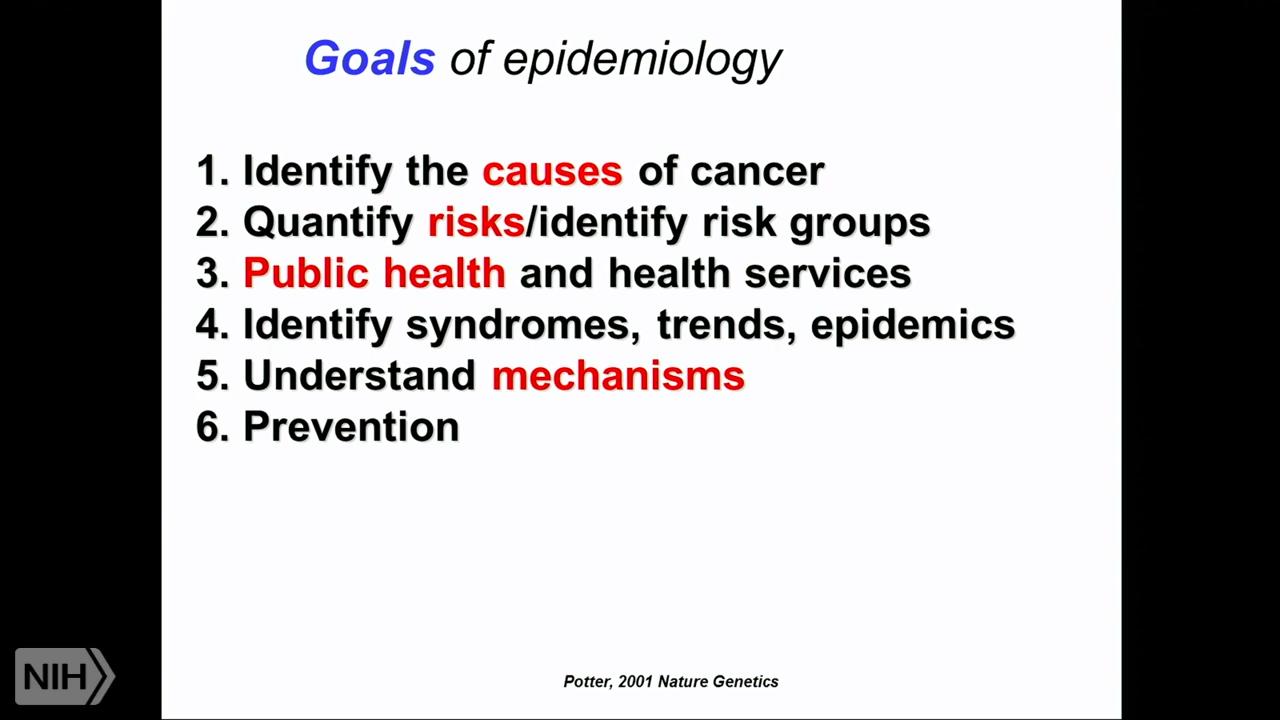 Goals of epidemiology
1. Identify the causes of cancer
2. Quantify risks/identify risk groups
3. Public health and health services
4. Identify syndromes, trends, epidemics
5. Understand mechanisms
6. Prevention
Potter, 2001 Nature Genetics
NIH